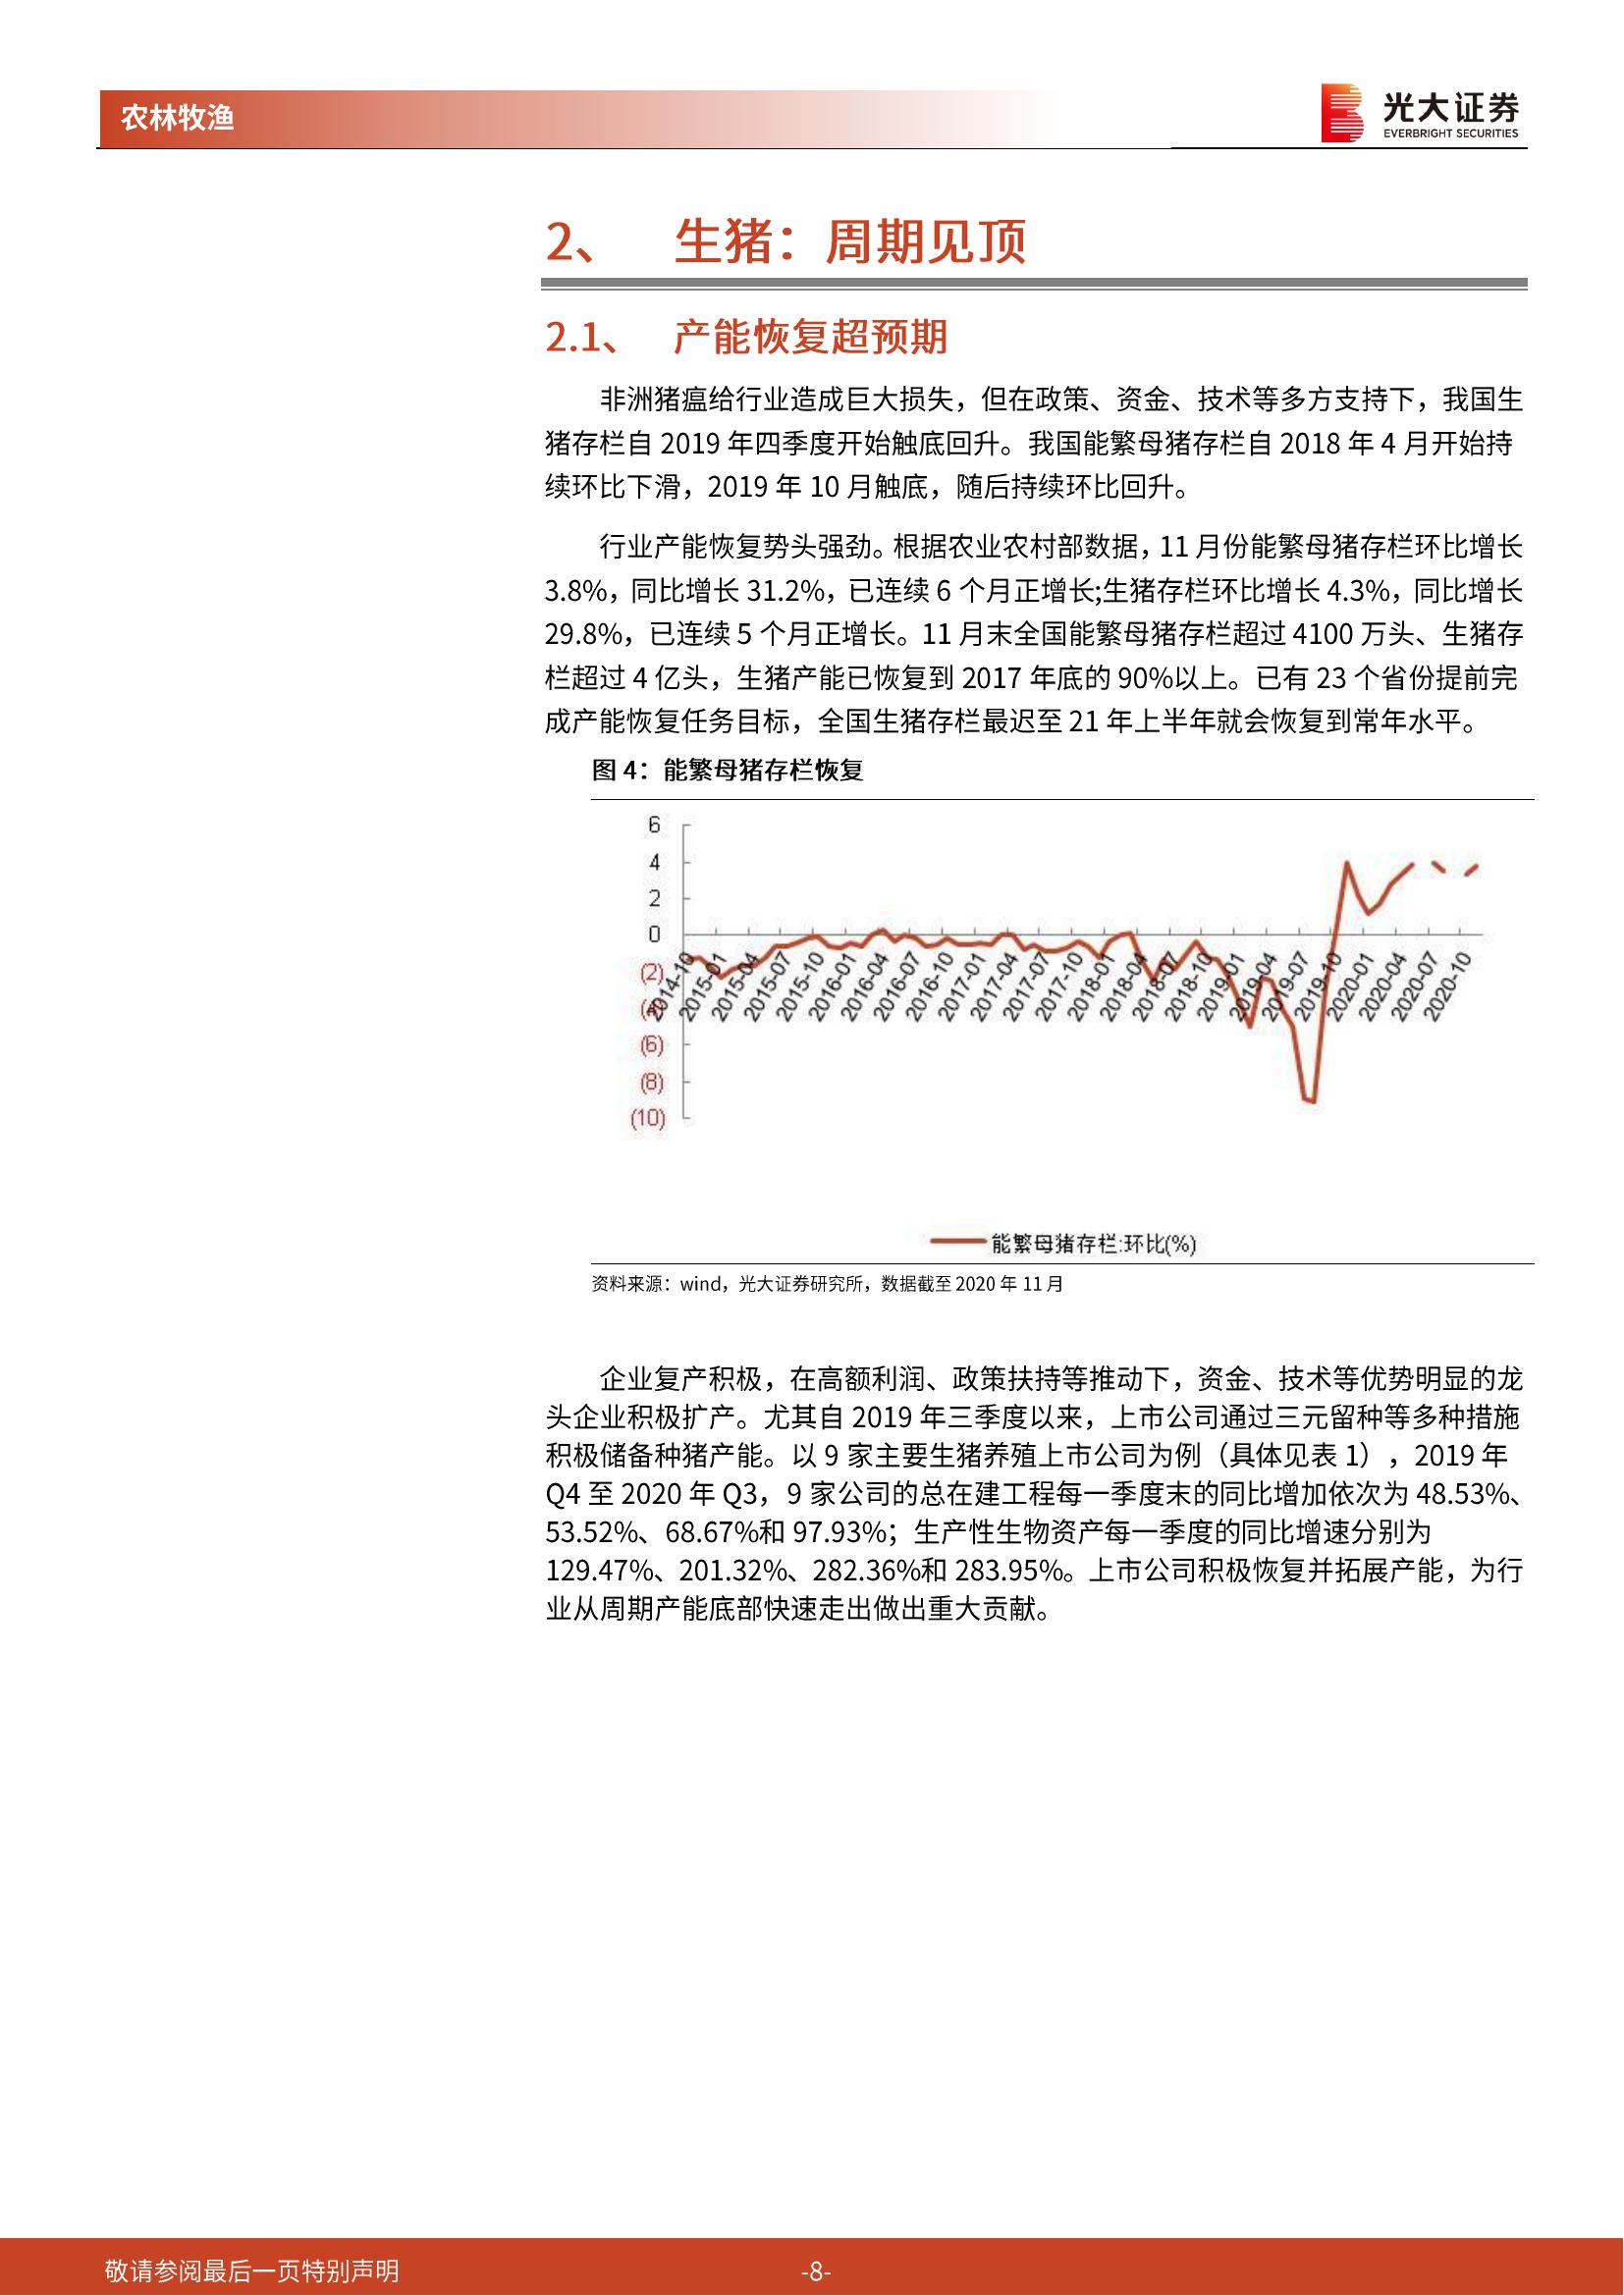 农林牧渔
光大证券
EVERBRIGHT SECURITIES
2、 生猪：周期见顶
2.1、 产能恢复超预期
非洲猪瘟给行业造成巨大损失，但在政策、资金、技术等多方支持下，我国生
猪存栏自 2019 年四季度开始触底回升。我国能繁母猪存栏自 2018 年 4 月开始持
续环比下滑，2019 年 10 月触底，随后持续环比回升。
行业产能恢复势头强劲。根据农业农村部数据，11 月份能繁母猪存栏环比增长
3.8%，同比增长 31.2%，已连续 6 个月正增长;生猪存栏环比增长 4.3%，同比增长
29.8%，已连续 5 个月正增长。11 月末全国能繁母猪存栏超过 4100 万头、生猪存
栏超过 4 亿头，生猪产能已恢复到 2017 年底的 90%以上。已有 23 个省份提前完
成产能恢复任务目标，全国生猪存栏最迟至 21 年上半年就会恢复到常年水平。
图 4：能繁母猪存栏恢复
6
4
2
0
(2)
(4)
(6)
(8)
(10)
2014-10
2015-01
2015-04
2015-07
2015-10
2016-01
2016-04
2016-07
2016-10
2017-01
2017-04
2017-07
2017-10
2018-01
2018-04
2018-07
2018-10
2019-01
2019-04
2019-07
2019-10
2020-01
2020-04
2020-07
2020-10
能繁母猪存栏:环比(%)
资料来源：wind，光大证券研究所，数据截至 2020 年 11 月
企业复产积极，在高额利润、政策扶持等推动下，资金、技术等优势明显的龙
头企业积极扩产。尤其自 2019 年三季度以来，上市公司通过三元留种等多种措施
积极储备种猪产能。以 9 家主要生猪养殖上市公司为例（具体见表 1），2019 年
Q4 至 2020 年 Q3，9 家公司的总在建工程每一季度末的同比增加依次为 48.53%、
53.52%、68.67%和 97.93%；生产性生物资产每一季度的同比增速分别为
129.47%、201.32%、282.36%和 283.95%。上市公司积极恢复并拓展产能，为行
业从周期产能底部快速走出做出重大贡献。
敬请参阅最后一页特别声明
-8-